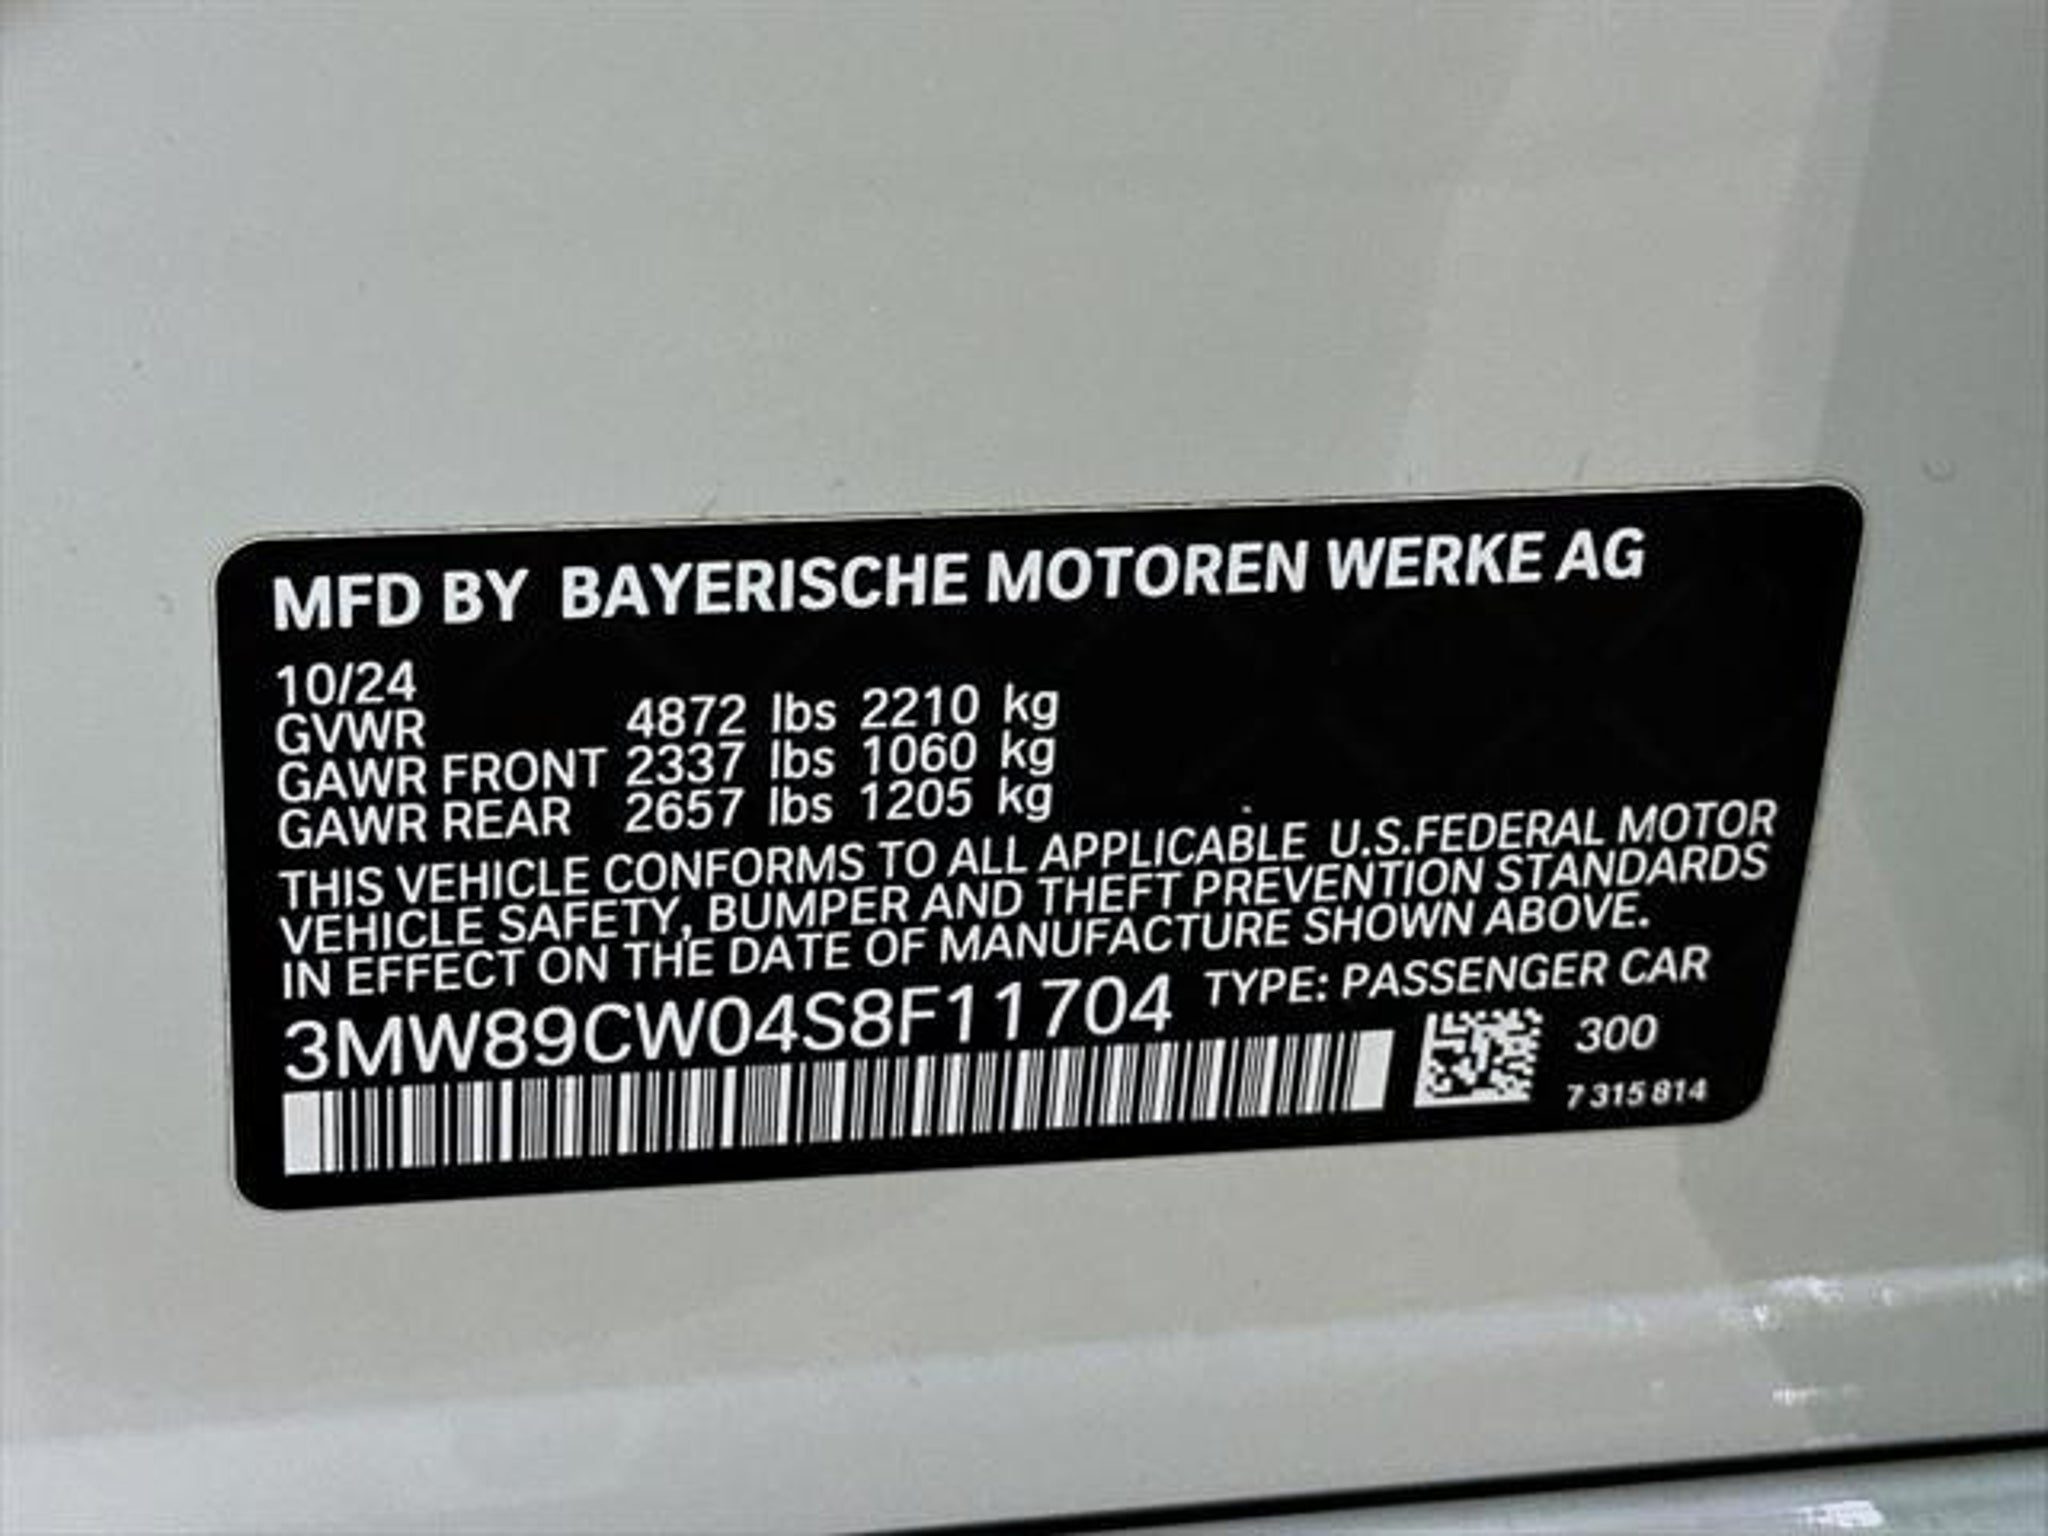 MFD BY BAYERISCHE MOTOREN WERKE AG
10/24
GVWR 4872 lbs 2210 kg
GAWR FRONT 2337 lbs 1060 kg
GAWR REAR 2657 lbs 1205 kg
THIS VEHICLE CONFORMS TO ALL APPLICABLE U.S.FEDERAL MOTOR
VEHICLE SAFETY, BUMPER AND THEFT PREVENTION STANDARDS
IN EFFECT ON THE DATE OF MANUFACTURE SHOWN ABOVE.
3MW89CW04S8F11704 TYPE: PASSENGER CAR
300
7 315 814